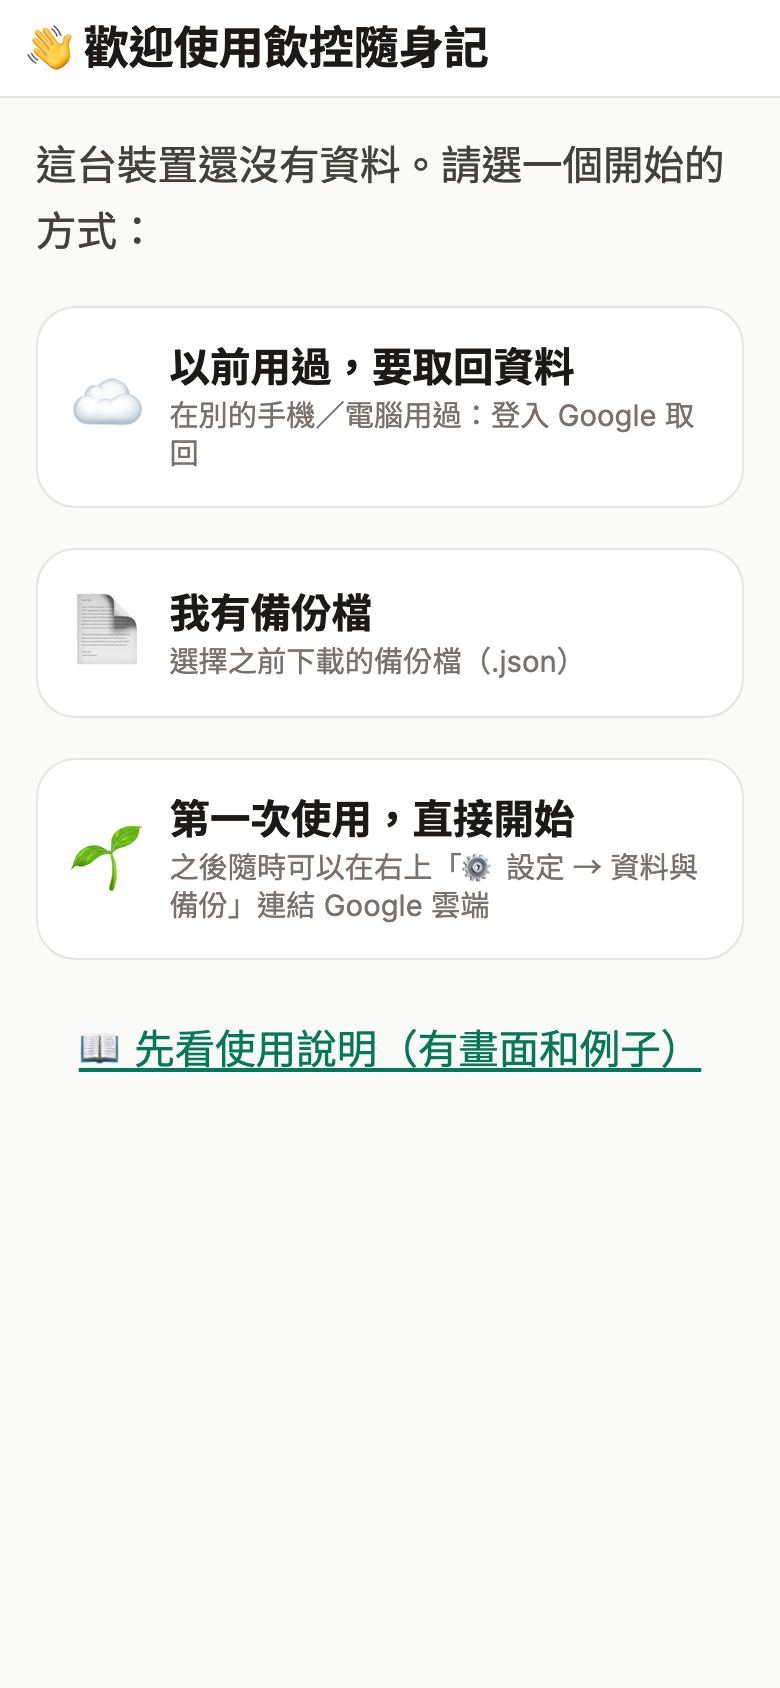 👋 歡迎使用飲控隨身記
這台裝置還沒有資料。請選一個開始的
方式：
以前用過，要取回資料
在別的手機／電腦用過：登入 Google 取
回
我有備份檔
選擇之前下載的備份檔（.json）
第一次使用，直接開始
之後隨時可以在右上「⚙️ 設定 → 資料與
備份」連結 Google 雲端
📖 先看使用說明（有畫面和例子）